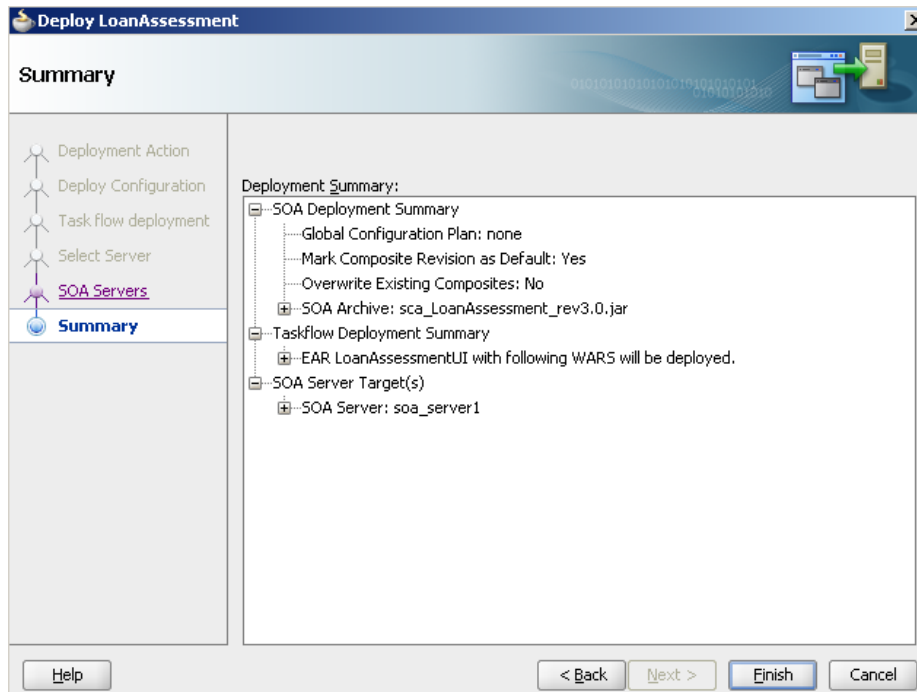 Deploy LoanAssessment
Summary
Deployment Action
Deploy Configuration
Task flow deployment
Select Server
SOA Servers
Summary
Deployment Summary:
SOA Deployment Summary
Global Configuration Plan: none
Mark Composite Revision as Default: Yes
Overwrite Existing Composites: No
SOA Archive: sca_LoanAssessment_rev3.0.jar
Taskflow Deployment Summary
EAR LoanAssessmentUI with following WARS will be deployed.
SOA Server Target(s)
SOA Server: soa_server1
Help
< Back
Next >
Finish
Cancel